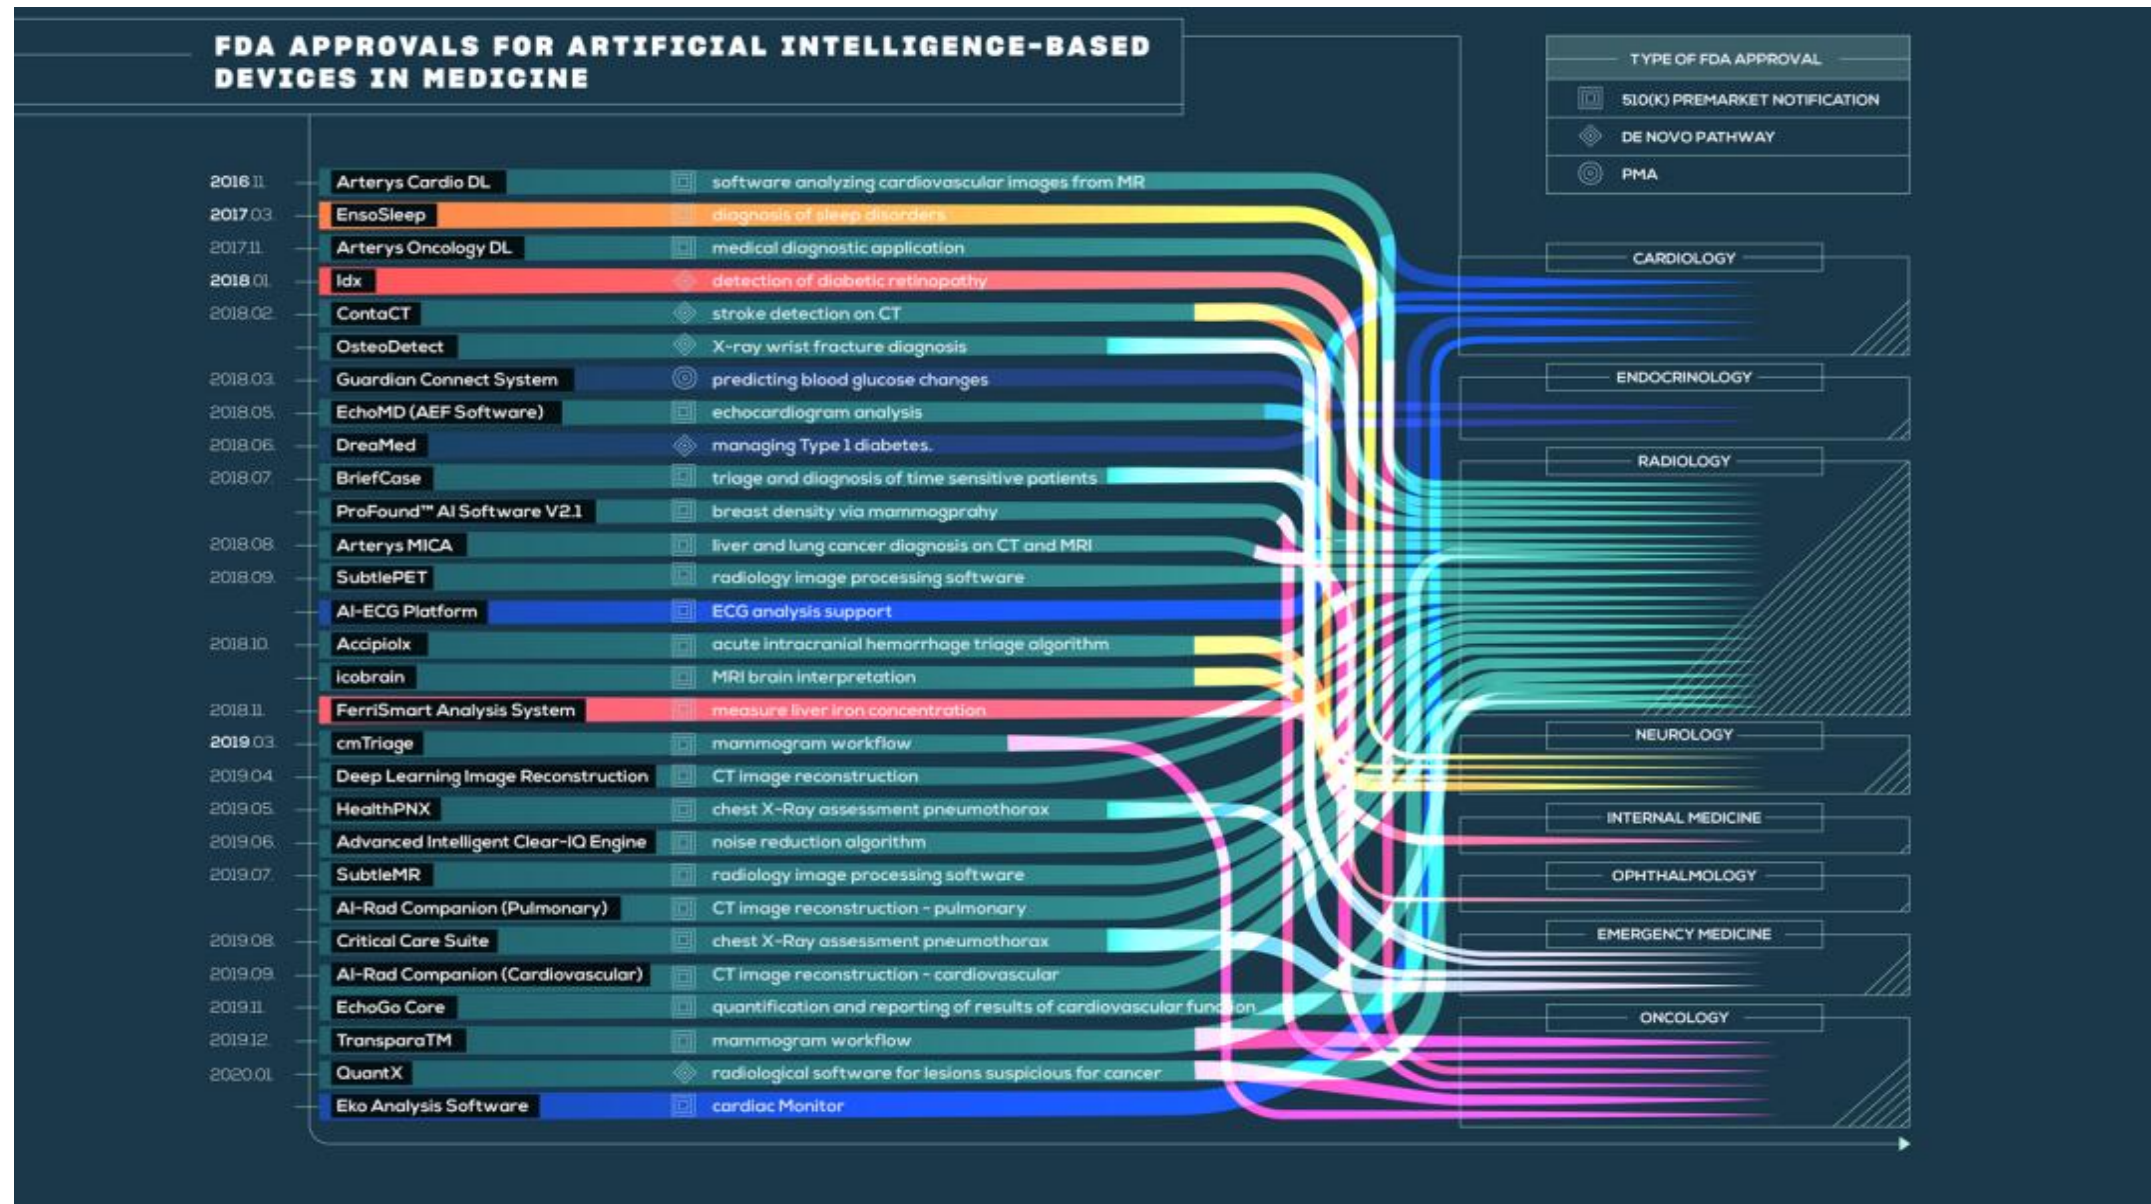 FDA APPROVALS FOR ARTIFICIAL INTELLIGENCE-BASED
DEVICES IN MEDICINE
TYPE OF FDA APPROVAL
510(K) PREMARKET NOTIFICATION
DE NOVO PATHWAY
PMA
2016.11. Arterys Cardio DL software analyzing cardiovascular images from MR
2017.03. EnsoSleep diagnosis of sleep disorders
2017.11. Arterys Oncology DL medical diagnostic application
2018.01. Idx detection of diabetic retinopathy
2018.02. ContaCT stroke detection on CT
OsteoDetect X-ray wrist fracture diagnosis
2018.03. Guardian Connect System predicting blood glucose changes
2018.05. EchoMD (AEF Software) echocardiogram analysis
2018.06. DreaMed managing Type 1 diabetes.
2018.07. BriefCase triage and diagnosis of time sensitive patients
ProFound™ AI Software V2.1 breast density via mammogprahy
2018.08. Arterys MICA liver and lung cancer diagnosis on CT and MRI
2018.09. SubtlePET radiology image processing software
AI-ECG Platform ECG analysis support
2018.10. Accipiolx acute intracranial hemorrhage triage algorithm
icobrain MRI brain interpretation
2018.11. FerriSmart Analysis System measure liver iron concentration
2019.03. cmTriage mammogram workflow
2019.04. Deep Learning Image Reconstruction CT image reconstruction
2019.05. HealthPNX chest X-Ray assessment pneumothorax
2019.06. Advanced Intelligent Clear-IQ Engine noise reduction algorithm
2019.07. SubtleMR radiology image processing software
AI-Rad Companion (Pulmonary) CT image reconstruction - pulmonary
2019.08. Critical Care Suite chest X-Ray assessment pneumothorax
2019.09. AI-Rad Companion (Cardiovascular) CT image reconstruction - cardiovascular
2019.11. EchoGo Core quantification and reporting of results of cardiovascular function
2019.12. TransparaTM mammogram workflow
2020.01. QuantX radiological software for lesions suspicious for cancer
Eko Analysis Software cardiac Monitor
CARDIOLOGY
ENDOCRINOLOGY
RADIOLOGY
NEUROLOGY
INTERNAL MEDICINE
OPHTHALMOLOGY
EMERGENCY MEDICINE
ONCOLOGY